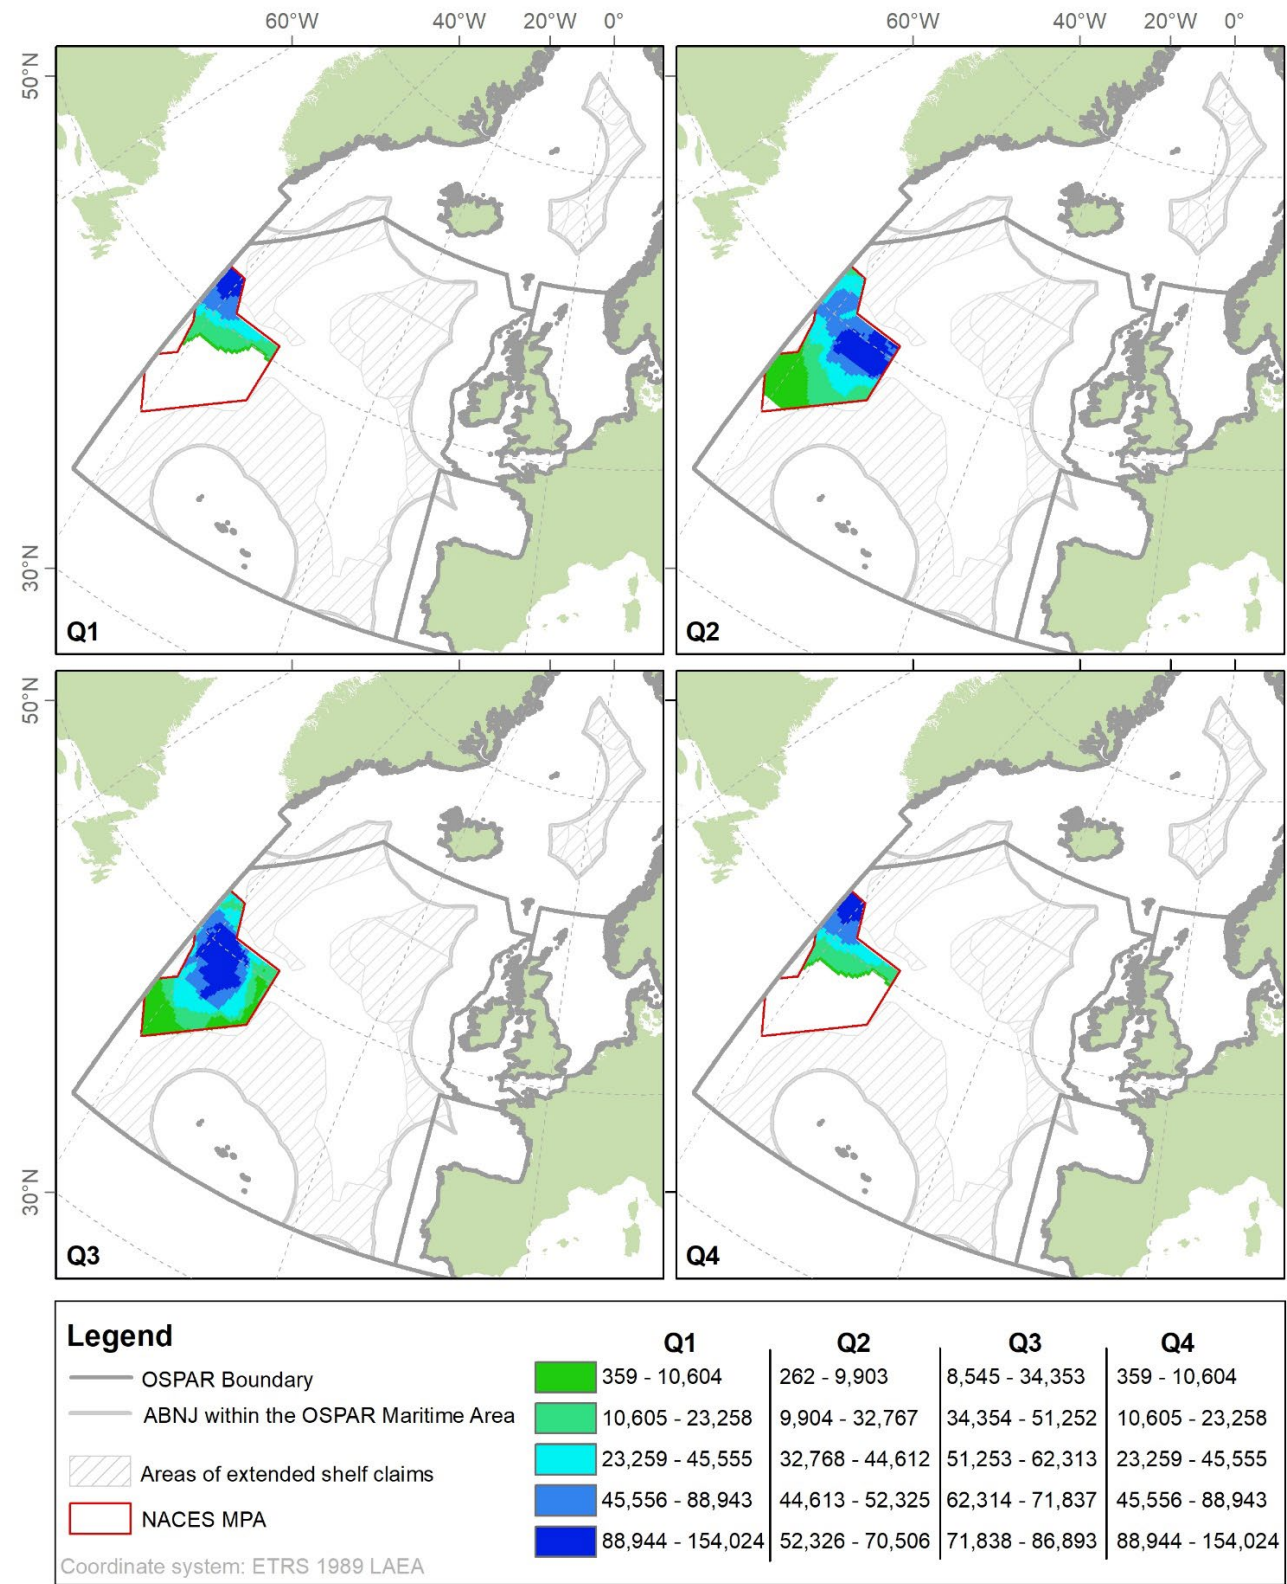 60°W 40°W 20°W 0° 60°W 40°W 20°W 0°
50°N
30°N
Q1 Q2
50°N
30°N
Q3 Q4
Legend
OSPAR Boundary
ABNJ within the OSPAR Maritime Area
Areas of extended shelf claims
NACES MPA
Coordinate system: ETRS 1989 LAEA
Q1 Q2 Q3 Q4
359 - 10,604 262 - 9,903 8,545 - 34,353 359 - 10,604
10,605 - 23,258 9,904 - 32,767 34,354 - 51,252 10,605 - 23,258
23,259 - 45,555 32,768 - 44,612 51,253 - 62,313 23,259 - 45,555
45,556 - 88,943 44,613 - 52,325 62,314 - 71,837 45,556 - 88,943
88,944 - 154,024 52,326 - 70,506 71,838 - 86,893 88,944 - 154,024